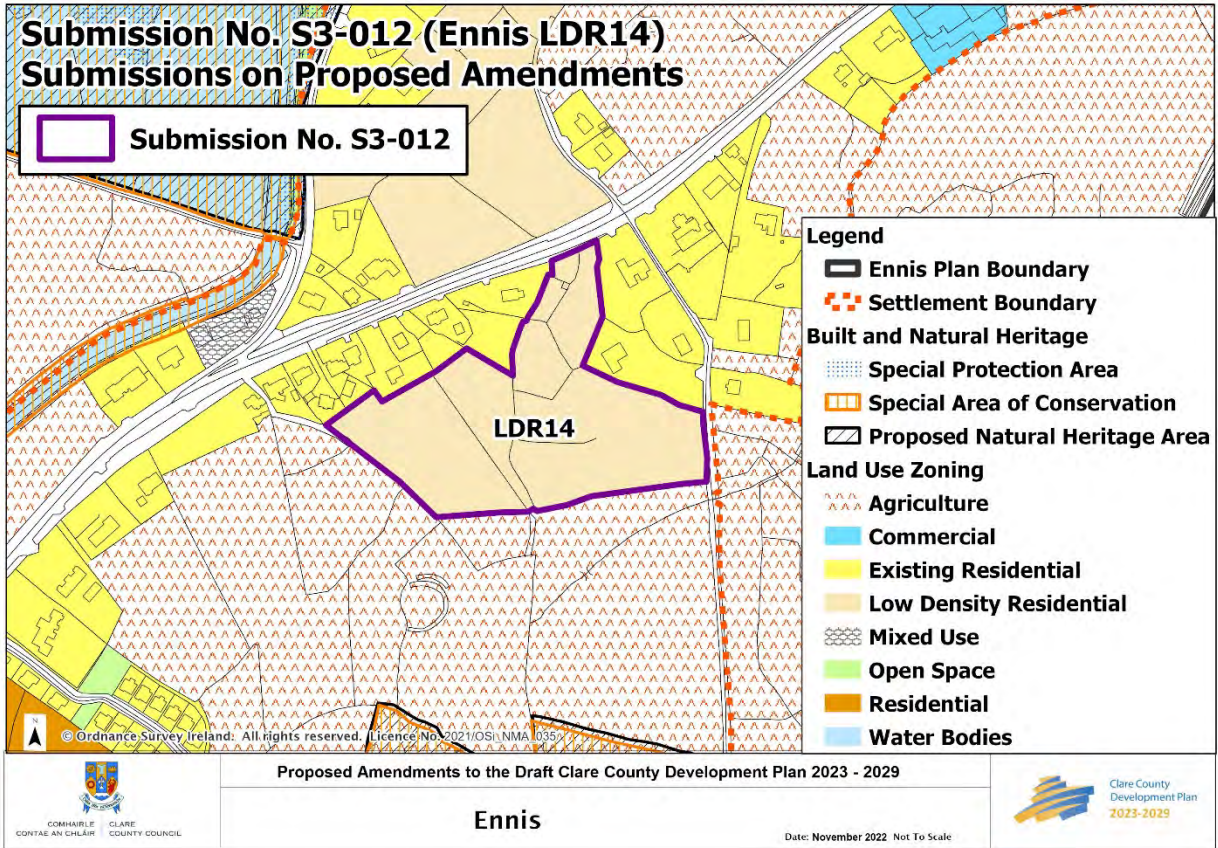 Submission No. S3-012 (Ennis LDR14)
Submissions on Proposed Amendments
Submission No. S3-012
LDR14
Legend
Ennis Plan Boundary
Settlement Boundary
Built and Natural Heritage
Special Protection Area
Special Area of Conservation
Proposed Natural Heritage Area
Land Use Zoning
Agriculture
Commercial
Existing Residential
Low Density Residential
Mixed Use
Open Space
Residential
Water Bodies
N
© Ordnance Survey Ireland. All rights reserved. Licence No. 2021/OSi_NMA_035
COMHAIRLE CONTAE AN CHLÁIR
CLARE COUNTY COUNCIL
Proposed Amendments to the Draft Clare County Development Plan 2023 - 2029
Ennis
Date: November 2022 Not To Scale
Clare County
Development Plan
2023-2029